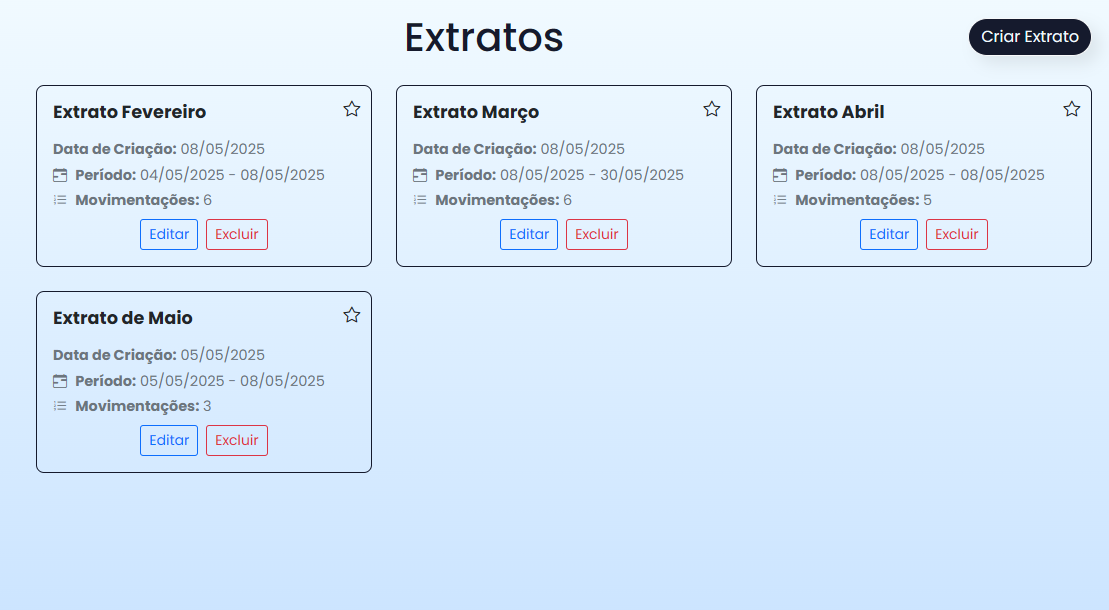 Extratos
Criar Extrato
Extrato Fevereiro
Data de Criação: 08/05/2025
Período: 04/05/2025 - 08/05/2025
Movimentações: 6
Editar
Excluir
Extrato Março
Data de Criação: 08/05/2025
Período: 08/05/2025 - 30/05/2025
Movimentações: 6
Editar
Excluir
Extrato Abril
Data de Criação: 08/05/2025
Período: 08/05/2025 - 08/05/2025
Movimentações: 5
Editar
Excluir
Extrato de Maio
Data de Criação: 05/05/2025
Período: 05/05/2025 - 08/05/2025
Movimentações: 3
Editar
Excluir